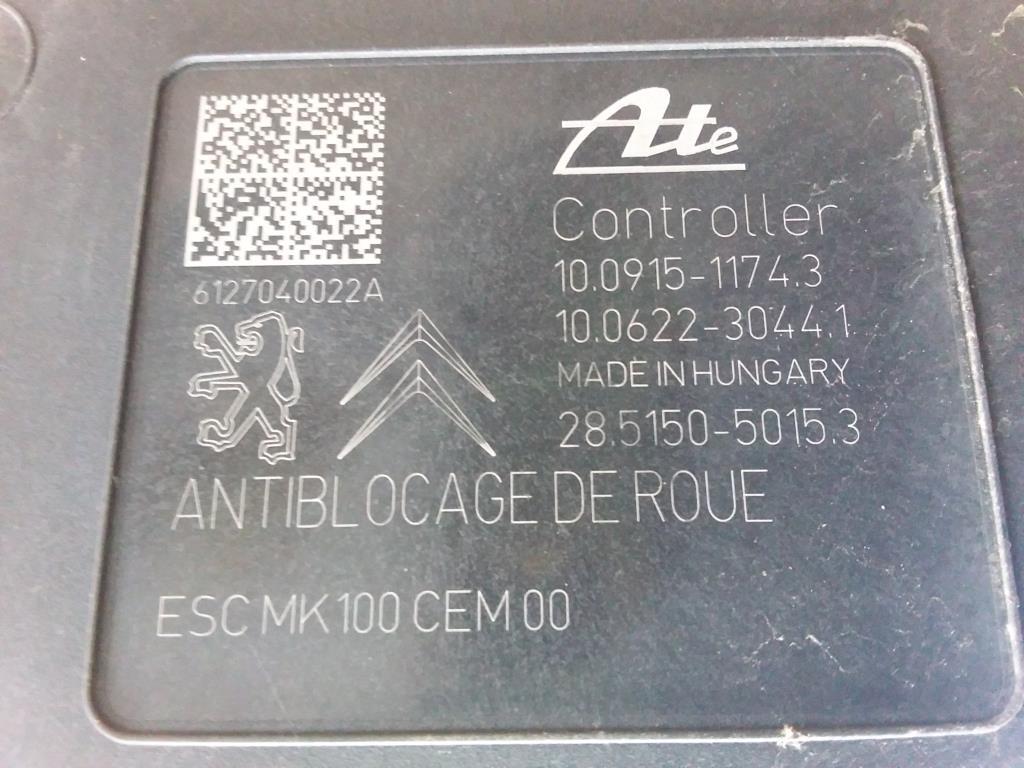 Ate
Controller
10.0915-1174.3
10.0622-3044.1
MADE IN HUNGARY
28.5150-5015.3
6127040022A
ANTIBLOCAGE DE ROUE
ESC MK100 CEM 00